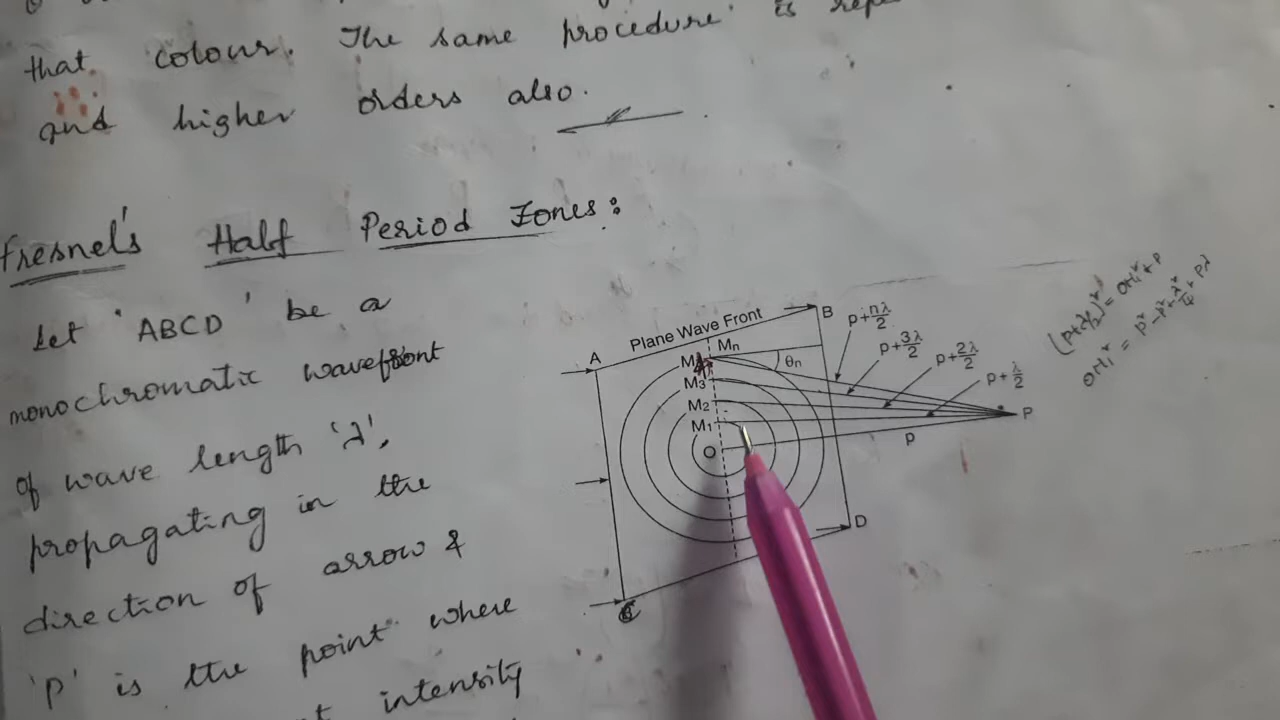 that colour. The same procedure is
and higher orders also.
Fresnel's Half Period Zones:
Let 'ABCD' be a
monochromatic wavefront
of wave length 'λ',
propagating in the
direction of arrow &
'P' is the point where
intensity
Plane Wave Front
A
B
Mn
θn
M3
M2
M1
O
p+nλ/2
p+3λ/2
p+2λ/2
p+λ/2
P
p
D